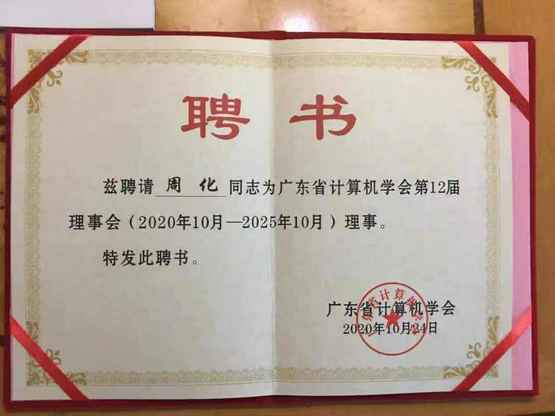 聘书
兹聘请 周化 同志为广东省计算机学会第12届
理事会（2020年10月—2025年10月）理事。
特发此聘书。
广东省计算机学会
2020年10月24日